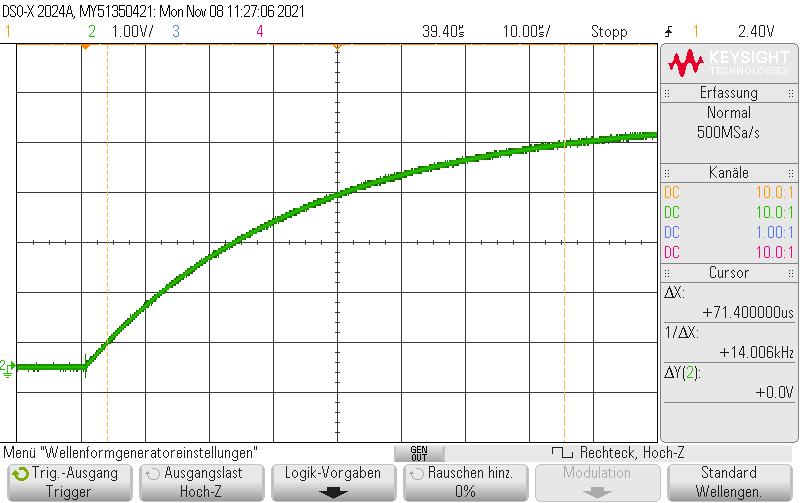 DSO-X 2024A, MY51350421: Mon Nov 08 11:27:06 2021
1 2 1.00V/ 3 4 39.40s 10.00s/ Stopp 1 2.40V
KEYSIGHT
TECHNOLOGIES
Erfassung
Normal
500MSa/s
Kanäle
DC 10.0:1
DC 10.0:1
DC 1.00:1
DC 10.0:1
Cursor
ΔX:
+71.400000us
1/ΔX:
+14.006kHz
ΔY(2):
+0.0V
2
Menü "Wellenformgeneratoreinstellungen"
GEN
OUT
Rechteck, Hoch-Z
Trig.-Ausgang
Trigger
Ausgangslast
Hoch-Z
Logik-Vorgaben
Rauschen hinz.
0%
Modulation
Standard
Wellengen.